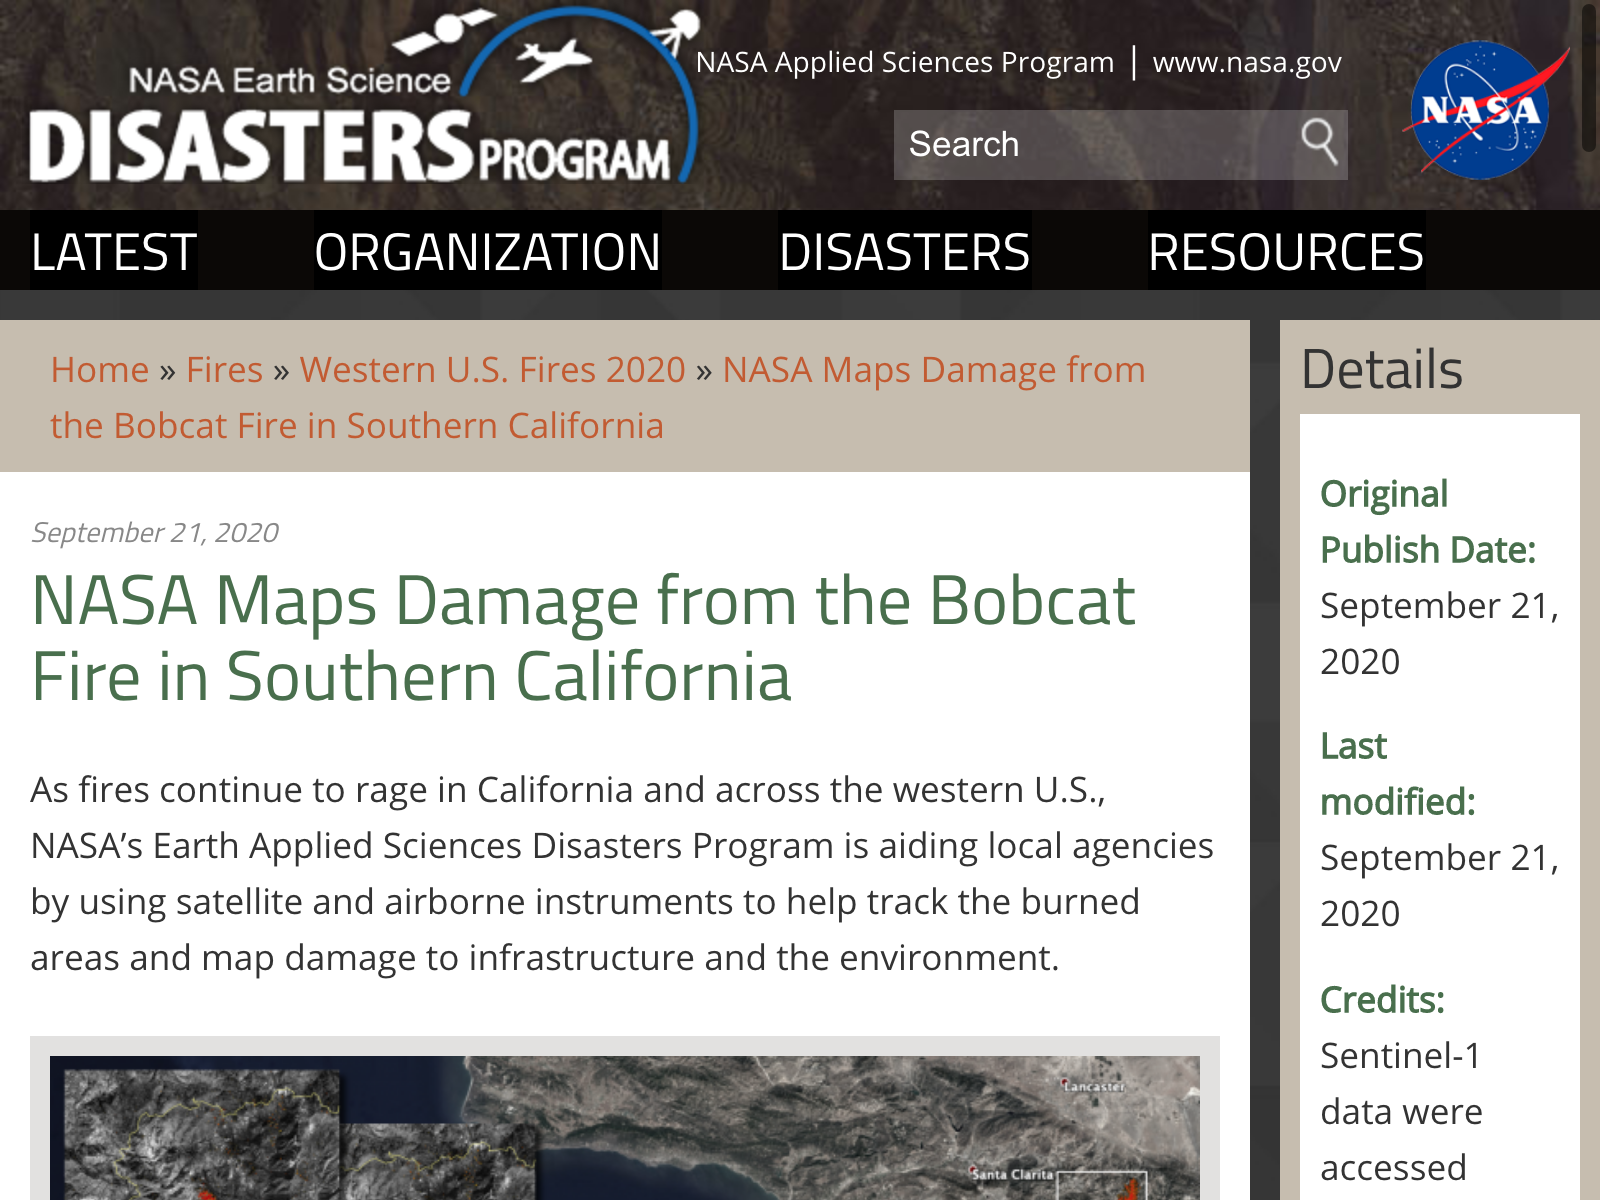 NASA Earth Science
DISASTERS PROGRAM
NASA Applied Sciences Program | www.nasa.gov
Search
NASA
LATEST ORGANIZATION DISASTERS RESOURCES
Home » Fires » Western U.S. Fires 2020 » NASA Maps Damage from
the Bobcat Fire in Southern California
September 21, 2020
NASA Maps Damage from the Bobcat
Fire in Southern California
As fires continue to rage in California and across the western U.S.,
NASA’s Earth Applied Sciences Disasters Program is aiding local agencies
by using satellite and airborne instruments to help track the burned
areas and map damage to infrastructure and the environment.
Lancaster
Santa Clarita
Details
Original
Publish Date:
September 21,
2020
Last
modified:
September 21,
2020
Credits:
Sentinel-1
data were
accessed